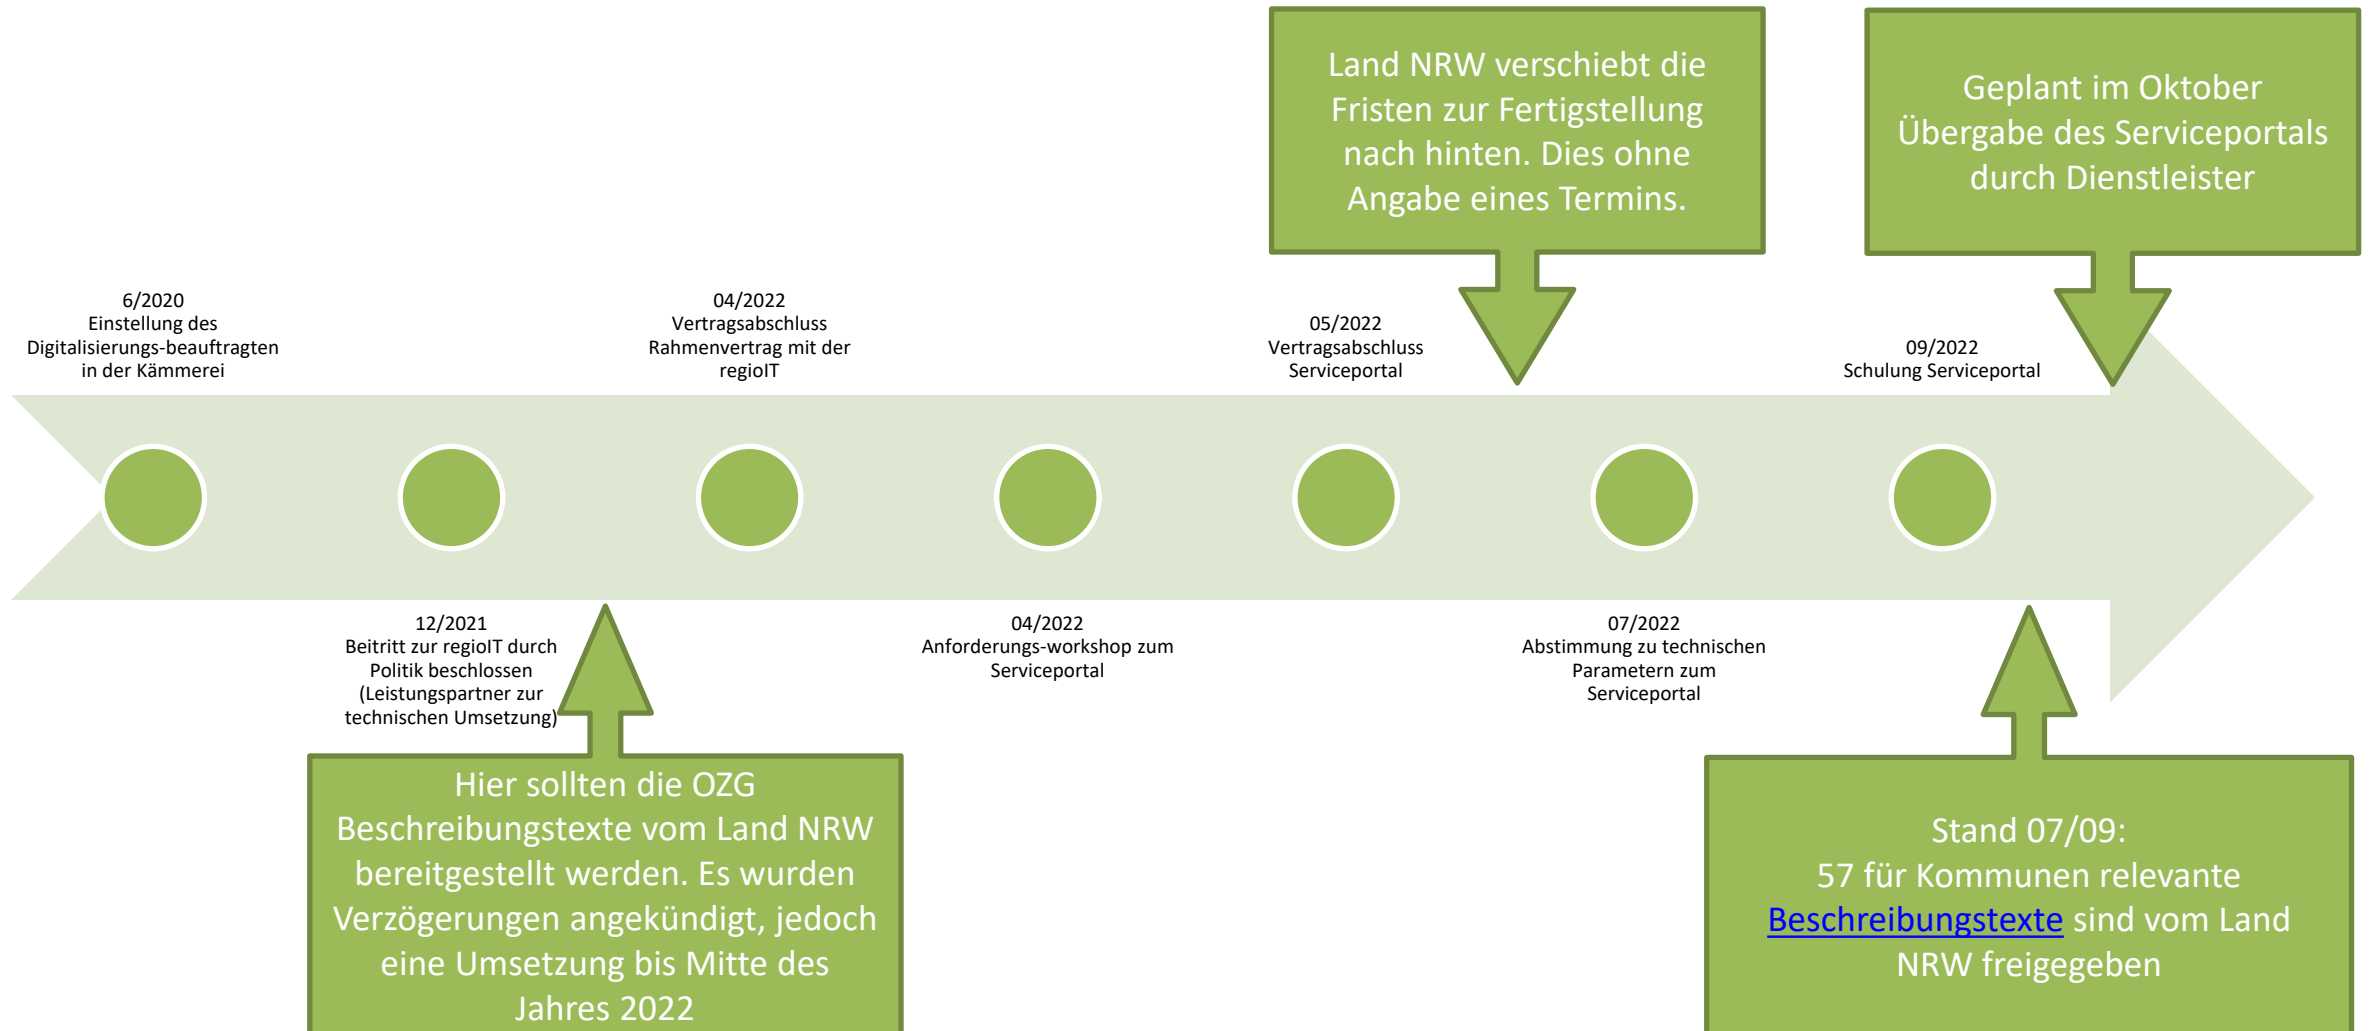 Land NRW verschiebt die
Fristen zur Fertigstellung
nach hinten. Dies ohne
Angabe eines Termins.
Geplant im Oktober
Übergabe des Serviceportals
durch Dienstleister
6/2020
Einstellung des
Digitalisierungs-beauftragten
in der Kämmerei
04/2022
Vertragsabschluss
Rahmenvertrag mit der
regioIT
05/2022
Vertragsabschluss
Serviceportal
09/2022
Schulung Serviceportal
12/2021
Beitritt zur regioIT durch
Politik beschlossen
(Leistungspartner zur
technischen Umsetzung)
04/2022
Anforderungs-workshop zum
Serviceportal
07/2022
Abstimmung zu technischen
Parametern zum
Serviceportal
Hier sollten die OZG
Beschreibungstexte vom Land NRW
bereitgestellt werden. Es wurden
Verzögerungen angekündigt, jedoch
eine Umsetzung bis Mitte des
Jahres 2022
Stand 07/09:
57 für Kommunen relevante
Beschreibungstexte sind vom Land
NRW freigegeben